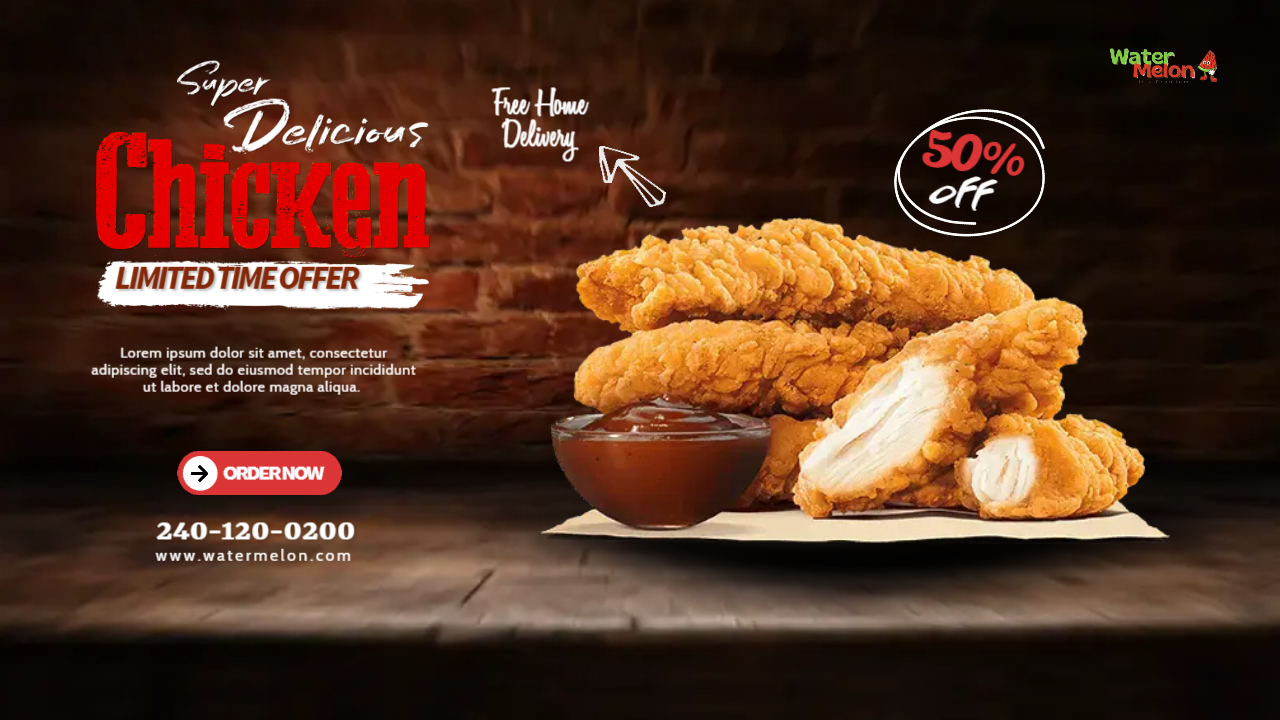 Super
Delicious
Chicken
LIMITED TIME OFFER
Lorem ipsum dolor sit amet, consectetur
adipiscing elit, sed do eiusmod tempor incididunt
ut labore et dolore magna aliqua.
ORDER NOW
240-120-0200
www.watermelon.com
Free Home
Delivery
50%
OFF
Water
Melon